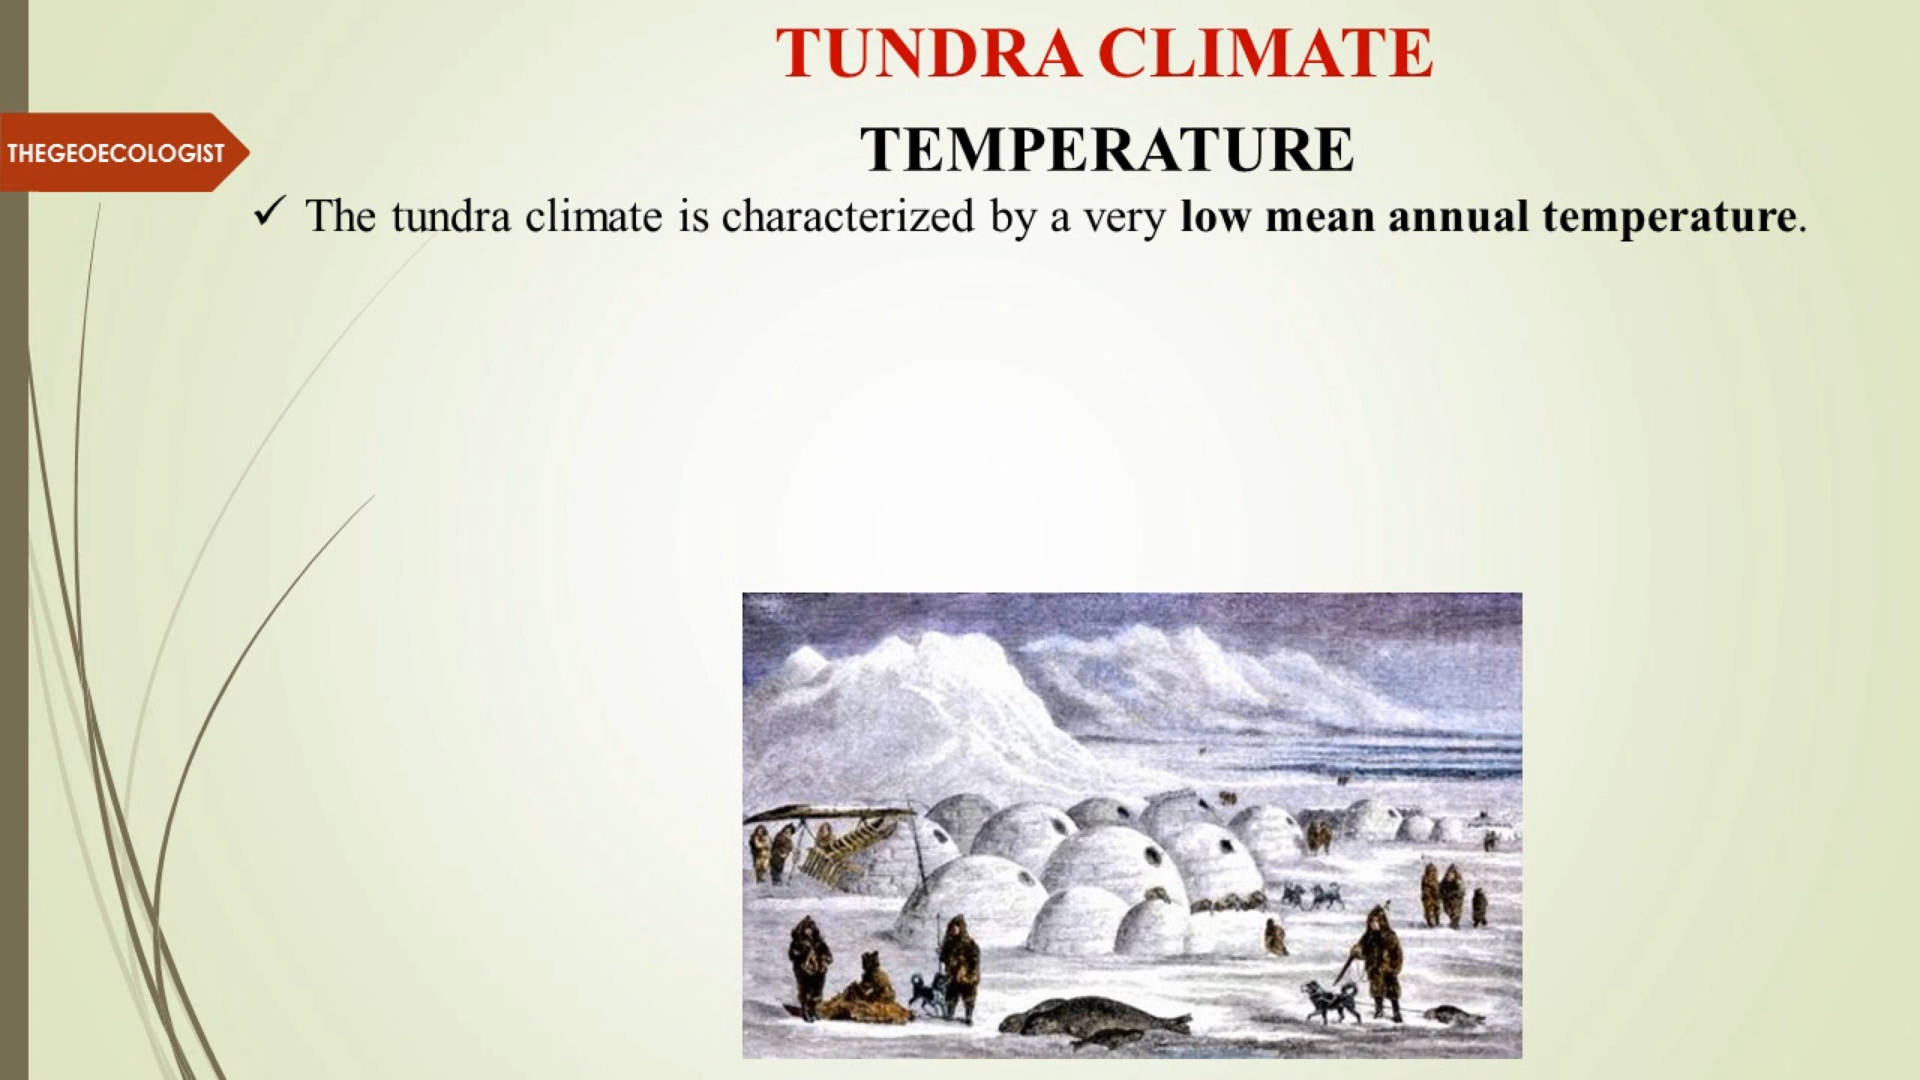 TUNDRA CLIMATE
THEGEOECOLOGIST
TEMPERATURE
✓ The tundra climate is characterized by a very low mean annual temperature.